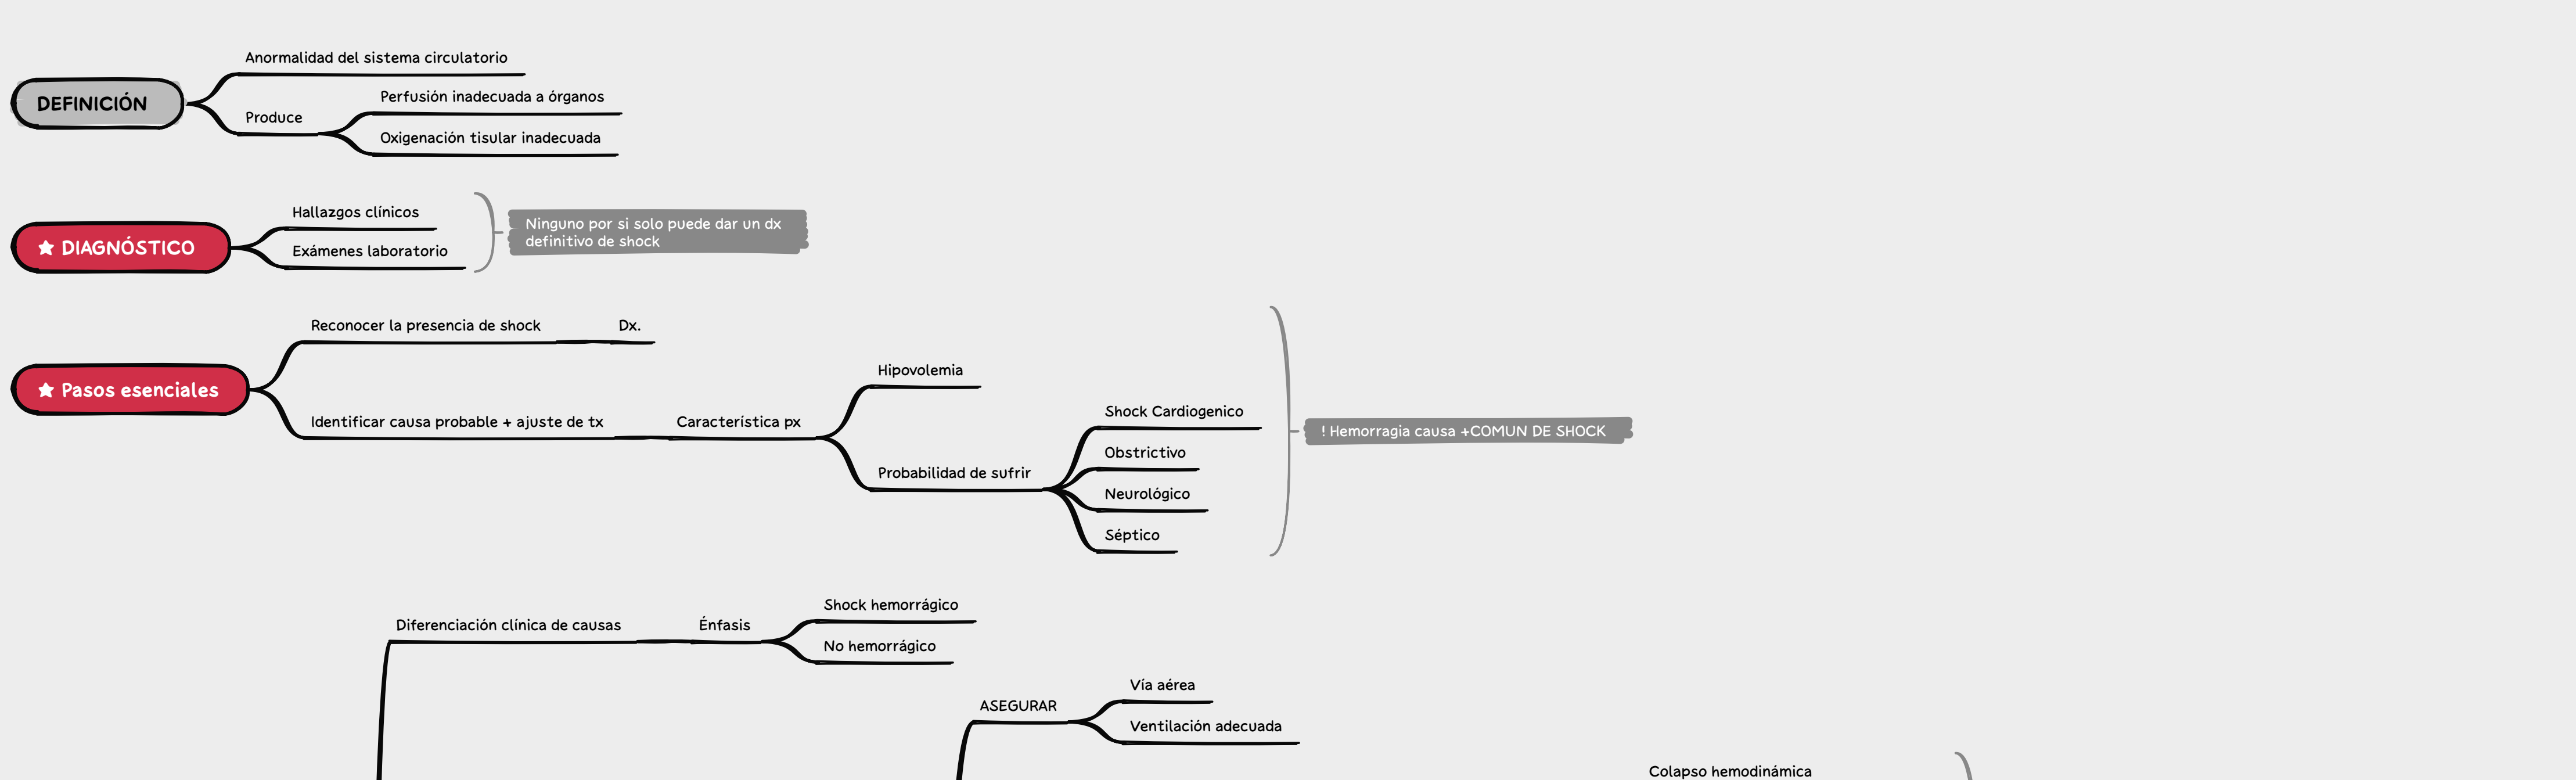 DEFINICIÓN
Anormalidad del sistema circulatorio
Produce
Perfusión inadecuada a órganos
Oxigenación tisular inadecuada
★ DIAGNÓSTICO
Hallazgos clínicos
Exámenes laboratorio
Ninguno por si solo puede dar un dx
definitivo de shock
★ Pasos esenciales
Reconocer la presencia de shock
Dx.
Identificar causa probable + ajuste de tx
Característica px
Hipovolemia
Probabilidad de sufrir
Shock Cardiogenico
Obstrictivo
Neurológico
Séptico
! Hemorragia causa +COMUN DE SHOCK
Diferenciación clínica de causas
Énfasis
Shock hemorrágico
No hemorrágico
ASEGURAR
Vía aérea
Ventilación adecuada
Colapso hemodinámica